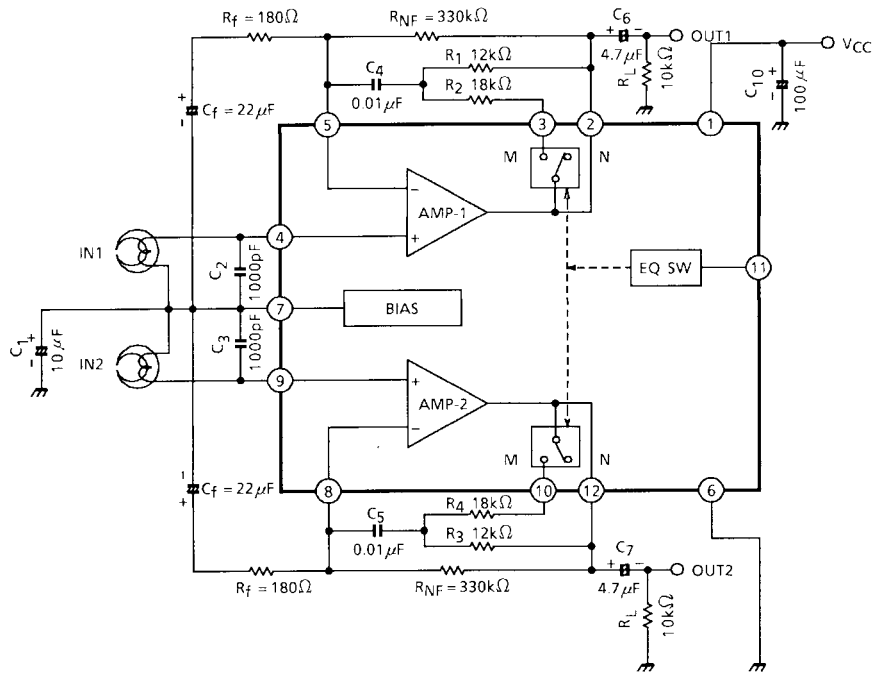 Rf = 180Ω
RNF = 330kΩ
C6
+ −
4.7μF
OUT1
RL
10kΩ
VCC
C10
+
−
100μF
C4
0.01μF
R1 12kΩ
R2 18kΩ
+
−
Cf = 22μF
5
3
2
1
M
N
−
+
AMP-1
IN1
4
C2
1000pF
EQ SW
11
7
BIAS
C1
+
−
10μF
C3
1000pF
IN2
9
+
−
AMP-2
M
N
−
+
Cf = 22μF
8
10
12
6
C5
0.01μF
R4 18kΩ
R3 12kΩ
Rf = 180Ω
RNF = 330kΩ
C7
+ −
4.7μF
OUT2
RL
10kΩ